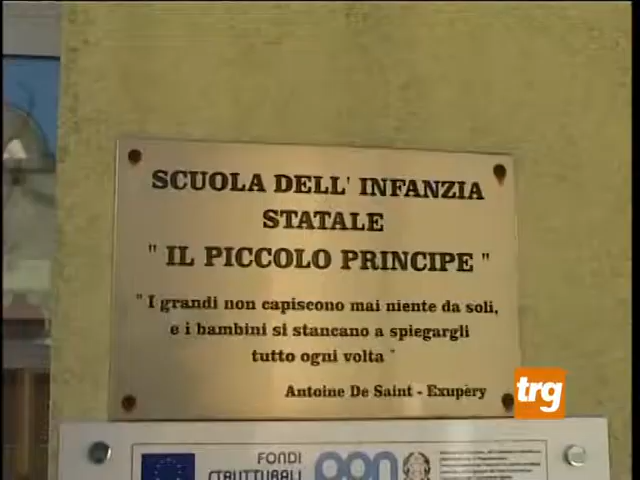 SCUOLA DELL' INFANZIA
STATALE
" IL PICCOLO PRINCIPE "
" I grandi non capiscono mai niente da soli,
e i bambini si stancano a spiegargli
tutto ogni volta "
Antoine De Saint - Exupèry
trg
FONDI
STRUTTURALI
pon